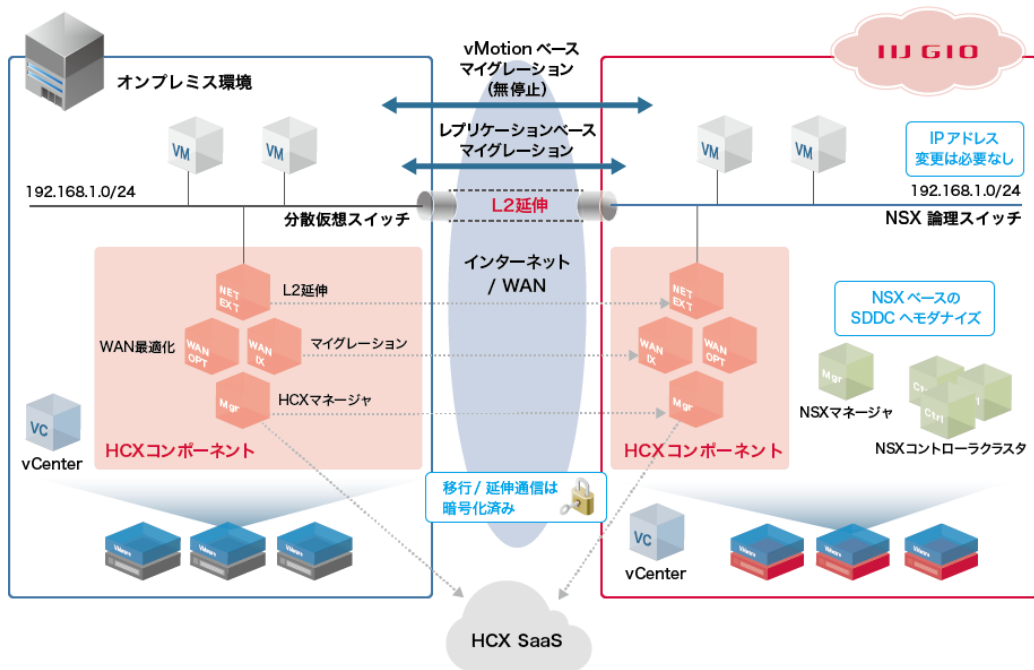 オンプレミス環境
vMotion ベース
マイグレーション
(無停止)
IIJ GIO
レプリケーションベース
マイグレーション
IPアドレス
変更は必要なし
VM
VM
VM
VM
192.168.1.0/24
192.168.1.0/24
L2延伸
分散仮想スイッチ
NSX 論理スイッチ
インターネット
/ WAN
NET
EXT
L2延伸
NET
EXT
NSX ベースの
SDDC へモダナイズ
WAN最適化
WAN
OPT
WAN
IX
マイグレーション
WAN
IX
WAN
OPT
Mgr
HCXマネージャ
Mgr
Mgr
NSXマネージャ
Ctrl
Ctrl
NSXコントローラクラスタ
VC
vCenter
HCXコンポーネント
HCXコンポーネント
移行 / 延伸通信は
暗号化済み
VC
vCenter
VMware
VMware
VMware
VMware
VMware
VMware
HCX SaaS